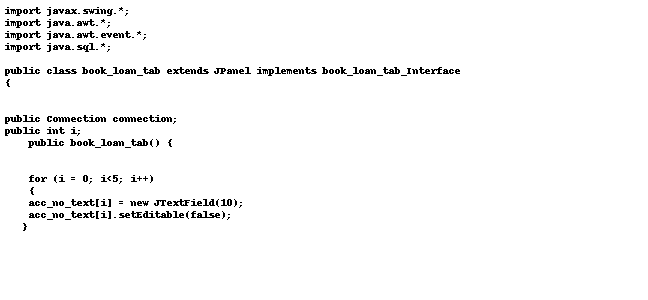 import javax.swing.*;
import java.awt.*;
import java.awt.event.*;
import java.sql.*;
public class book_loan_tab extends JPanel implements book_loan_tab_Interface
{
public Connection connection;
public int i;
public book_loan_tab() {
for (i = 0; i<5; i++)
{
acc_no_text[i] = new JTextField(10);
acc_no_text[i].setEditable(false);
}